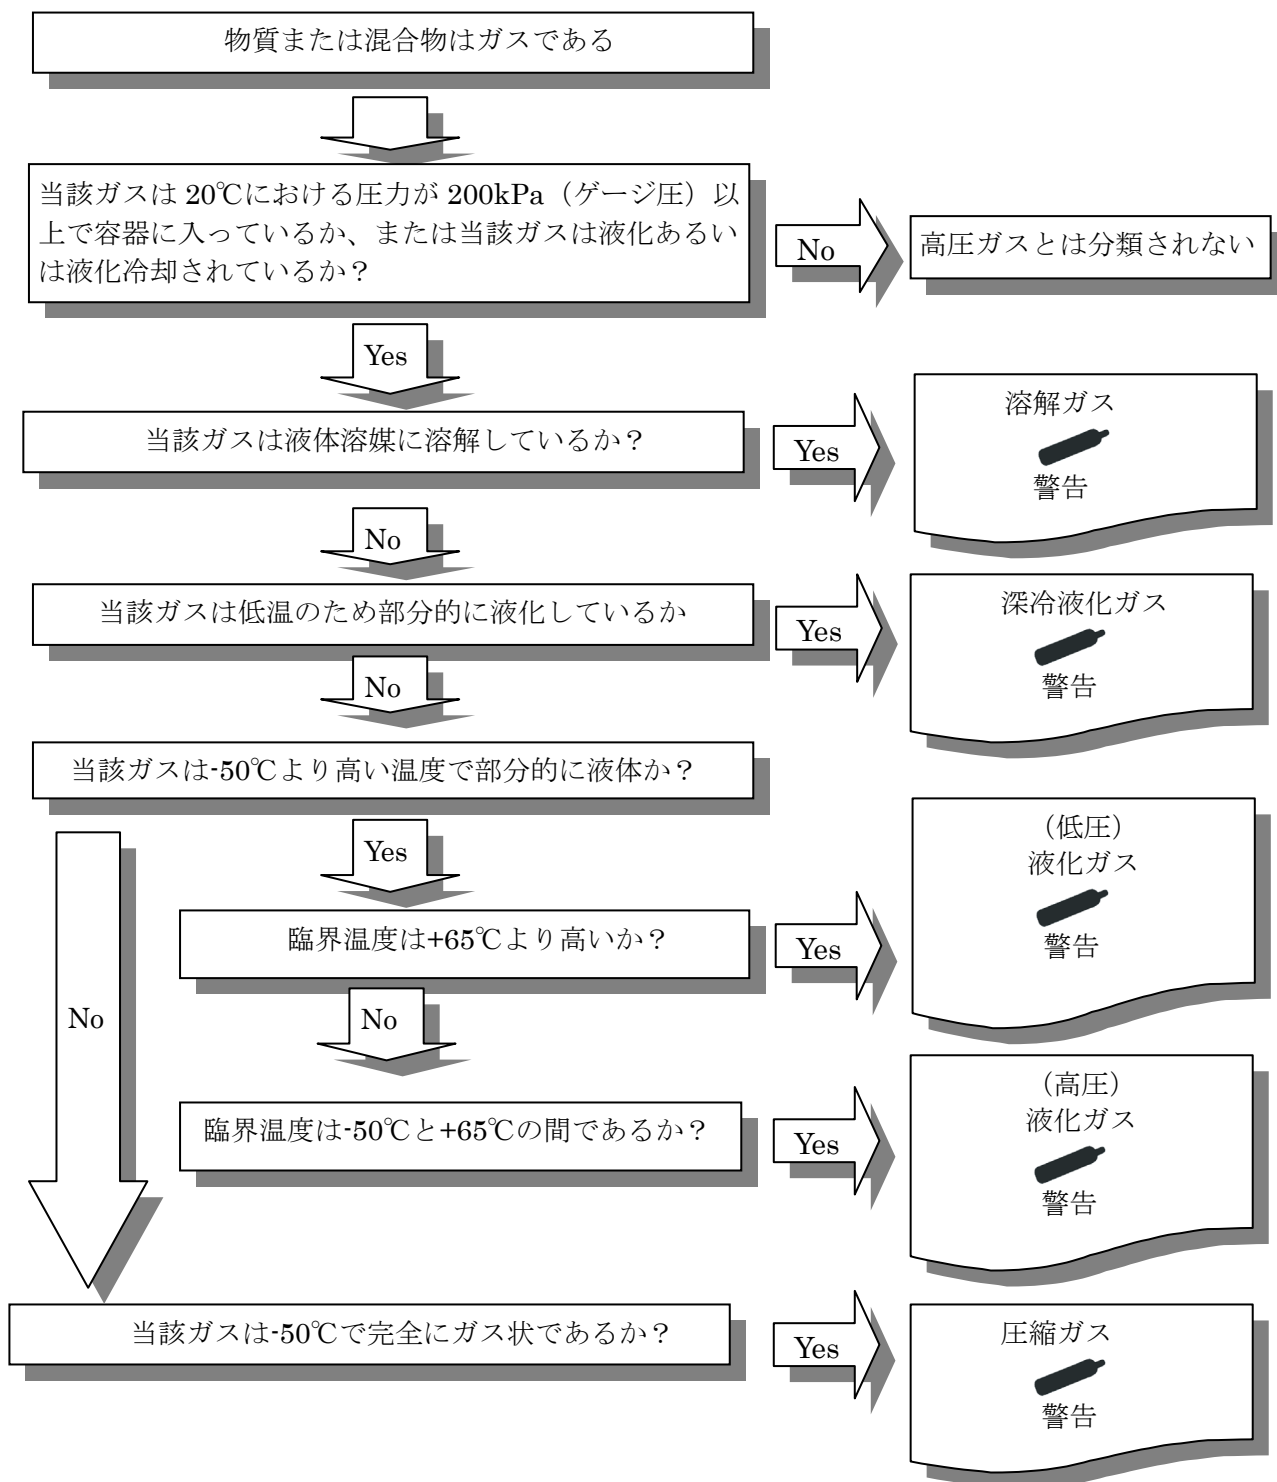 物質または混合物はガスである
当該ガスは 20℃における圧力が 200kPa（ゲージ圧）以
上で容器に入っているか、または当該ガスは液化あるい
は液化冷却されているか？
No
高圧ガスとは分類されない
Yes
当該ガスは液体溶媒に溶解しているか？
Yes
溶解ガス
警告
No
当該ガスは低温のため部分的に液化しているか
Yes
深冷液化ガス
警告
No
当該ガスは-50℃より高い温度で部分的に液体か？
Yes
臨界温度は+65℃より高いか？
Yes
（低圧）
液化ガス
警告
No
No
臨界温度は-50℃と+65℃の間であるか？
Yes
（高圧）
液化ガス
警告
当該ガスは-50℃で完全にガス状であるか？
Yes
圧縮ガス
警告